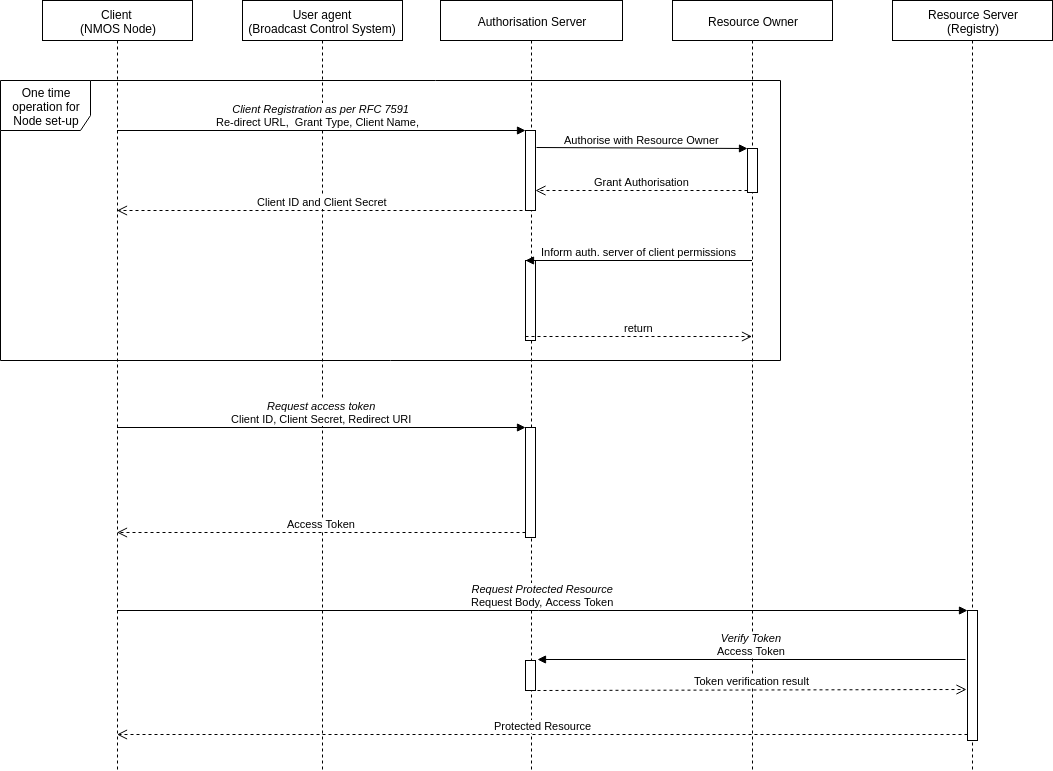 Client
(NMOS Node)
User agent
(Broadcast Control System)
Authorisation Server
Resource Owner
Resource Server
(Registry)
One time
operation for
Node set-up
Client Registration as per RFC 7591
Re-direct URL,  Grant Type, Client Name,
Authorise with Resource Owner
Grant Authorisation
Client ID and Client Secret
Inform auth. server of client permissions
return
Request access token
Client ID, Client Secret, Redirect URI
Access Token
Request Protected Resource
Request Body, Access Token
Verify Token
Access Token
Token verification result
Protected Resource